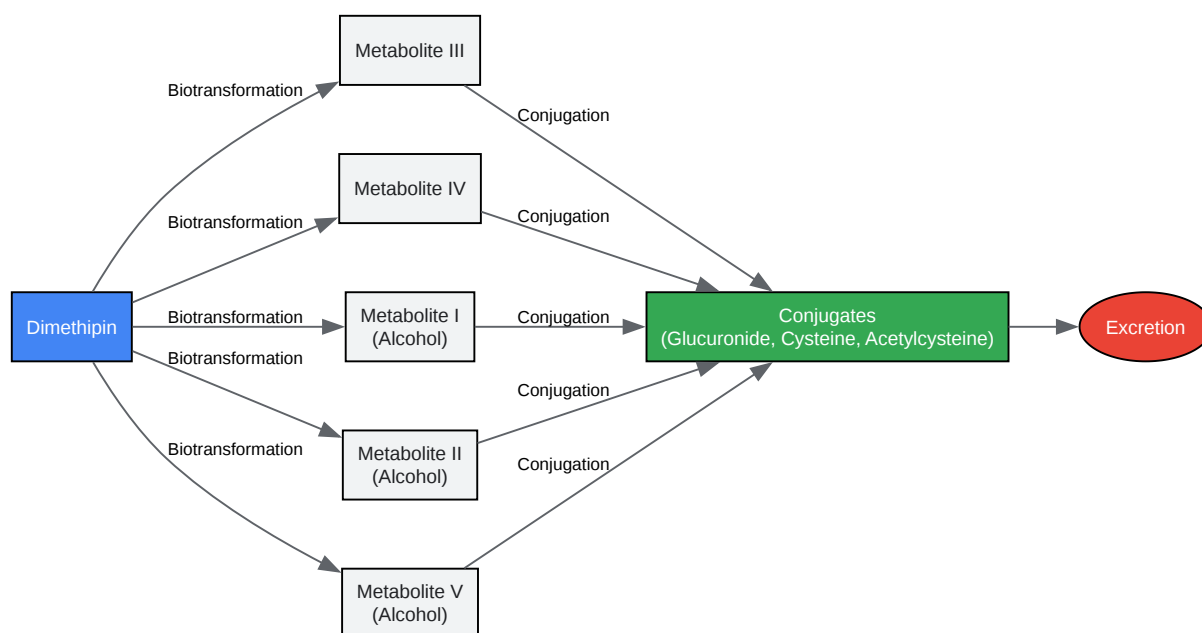 Metabolite III
Biotransformation
Conjugation
Metabolite IV
Biotransformation
Conjugation
Dimethipin
Biotransformation
Metabolite I
(Alcohol)
Conjugation
Conjugates
(Glucuronide, Cysteine, Acetylcysteine)
Excretion
Biotransformation
Conjugation
Metabolite II
(Alcohol)
Biotransformation
Conjugation
Metabolite V
(Alcohol)